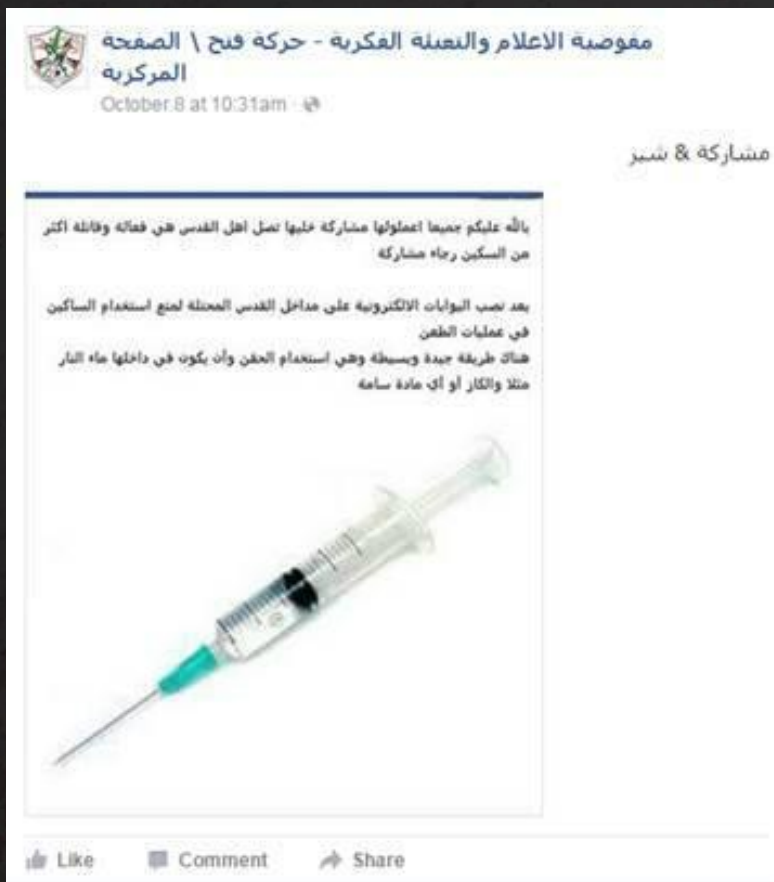 مفوضية الاعلام والتعبئة الفكرية - حركة فتح \ الصفحة
المركزية
October 8 at 10:31am
مشاركة & شير
بالله عليكم جميعا اعملولها مشاركة خليها تصل اهل القدس هي فعالة وقاتلة اكثر
من السكين رجاء مشاركة
بعد نصب البوابات الالكترونية على مداخل القدس المحتلة لمنع استخدام الساكين
في عمليات الطعن
هناك طريقة جيدة وبسيطة وهي استخدام الحقن وأن يكون في داخلها ماء النار
مثلا والكاز أو أي مادة سامة
Like Comment Share